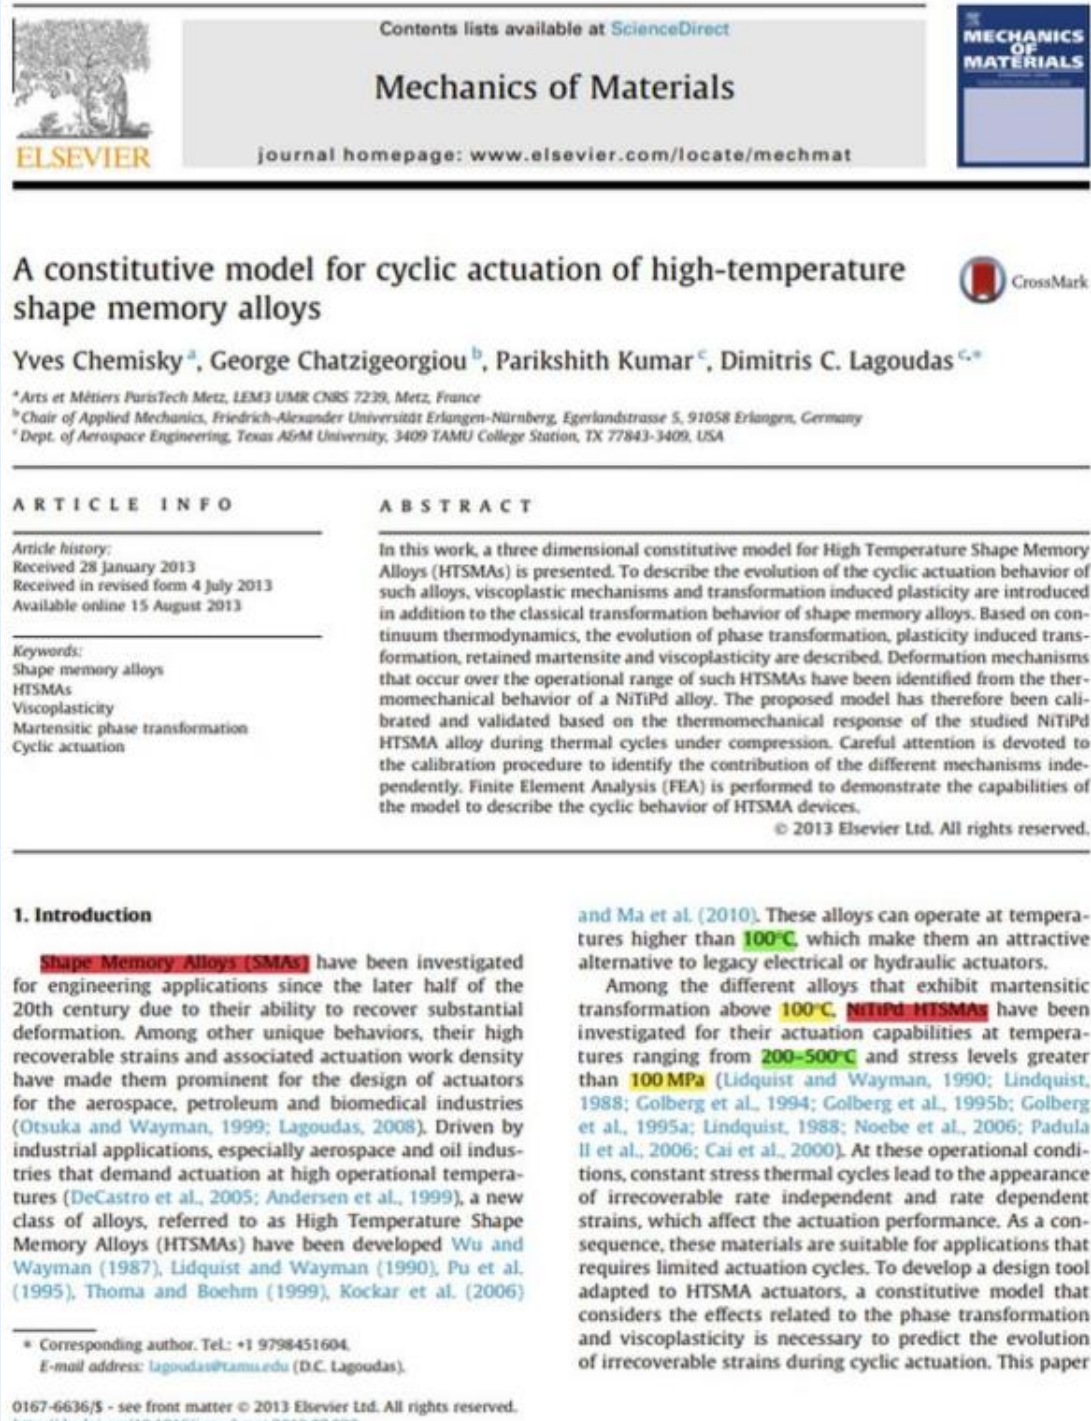 Contents lists available at ScienceDirect
Mechanics of Materials
journal homepage: www.elsevier.com/locate/mechmat
ELSEVIER
MECHANICS
OF
MATERIALS
A constitutive model for cyclic actuation of high-temperature
shape memory alloys
CrossMark
Yves Chemisky a, George Chatzigeorgiou b, Parikshith Kumar c, Dimitris C. Lagoudas c,*
a Arts et Métiers ParisTech Metz, LEM3 UMR CNRS 7239, Metz, France
b Chair of Applied Mechanics, Friedrich-Alexander Universität Erlangen-Nürnberg, Egerlandstrasse 5, 91058 Erlangen, Germany
c Dept. of Aerospace Engineering, Texas A&M University, 3409 TAMU College Station, TX 77843-3409, USA
ARTICLE INFO
Article history:
Received 28 January 2013
Received in revised form 4 July 2013
Available online 15 August 2013
Keywords:
Shape memory alloys
HTSMAs
Viscoplasticity
Martensitic phase transformation
Cyclic actuation
ABSTRACT
In this work, a three dimensional constitutive model for High Temperature Shape Memory
Alloys (HTSMAs) is presented. To describe the evolution of the cyclic actuation behavior of
such alloys, viscoplastic mechanisms and transformation induced plasticity are introduced
in addition to the classical transformation behavior of shape memory alloys. Based on con-
tinuum thermodynamics, the evolution of phase transformation, plasticity induced trans-
formation, retained martensite and viscoplasticity are described. Deformation mechanisms
that occur over the operational range of such HTSMAs have been identified from the ther-
momechanical behavior of a NiTiPd alloy. The proposed model has therefore been cali-
brated and validated based on the thermomechanical response of the studied NiTiPd
HTSMA alloy during thermal cycles under compression. Careful attention is devoted to
the calibration procedure to identify the contribution of the different mechanisms inde-
pendently. Finite Element Analysis (FEA) is performed to demonstrate the capabilities of
the model to describe the cyclic behavior of HTSMA devices.
© 2013 Elsevier Ltd. All rights reserved.
1. Introduction
Shape Memory Alloys (SMAs) have been investigated
for engineering applications since the later half of the
20th century due to their ability to recover substantial
deformation. Among other unique behaviors, their high
recoverable strains and associated actuation work density
have made them prominent for the design of actuators
for the aerospace, petroleum and biomedical industries
(Otsuka and Wayman, 1999; Lagoudas, 2008). Driven by
industrial applications, especially aerospace and oil indus-
tries that demand actuation at high operational tempera-
tures (DeCastro et al., 2005; Andersen et al., 1999), a new
class of alloys, referred to as High Temperature Shape
Memory Alloys (HTSMAs) have been developed Wu and
Wayman (1987), Lidquist and Wayman (1990), Pu et al.
(1995), Thoma and Boehm (1999), Kockar et al. (2006)
* Corresponding author. Tel.: +1 9798451604.
E-mail address: lagoudas@tamu.edu (D.C. Lagoudas).
0167-6636/$ - see front matter © 2013 Elsevier Ltd. All rights reserved.
and Ma et al. (2010). These alloys can operate at tempera-
tures higher than 100°C, which make them an attractive
alternative to legacy electrical or hydraulic actuators.
Among the different alloys that exhibit martensitic
transformation above 100°C, NiTiPd HTSMAs have been
investigated for their actuation capabilities at tempera-
tures ranging from 200–500°C and stress levels greater
than 100 MPa (Lidquist and Wayman, 1990; Lindquist,
1988; Golberg et al., 1994; Golberg et al., 1995b; Golberg
et al., 1995a; Lindquist, 1988; Noebe et al., 2006; Padula
II et al., 2006; Cai et al., 2000). At these operational condi-
tions, constant stress thermal cycles lead to the appearance
of irrecoverable rate independent and rate dependent
strains, which affect the actuation performance. As a con-
sequence, these materials are suitable for applications that
requires limited actuation cycles. To develop a design tool
adapted to HTSMA actuators, a constitutive model that
considers the effects related to the phase transformation
and viscoplasticity is necessary to predict the evolution
of irrecoverable strains during cyclic actuation. This paper